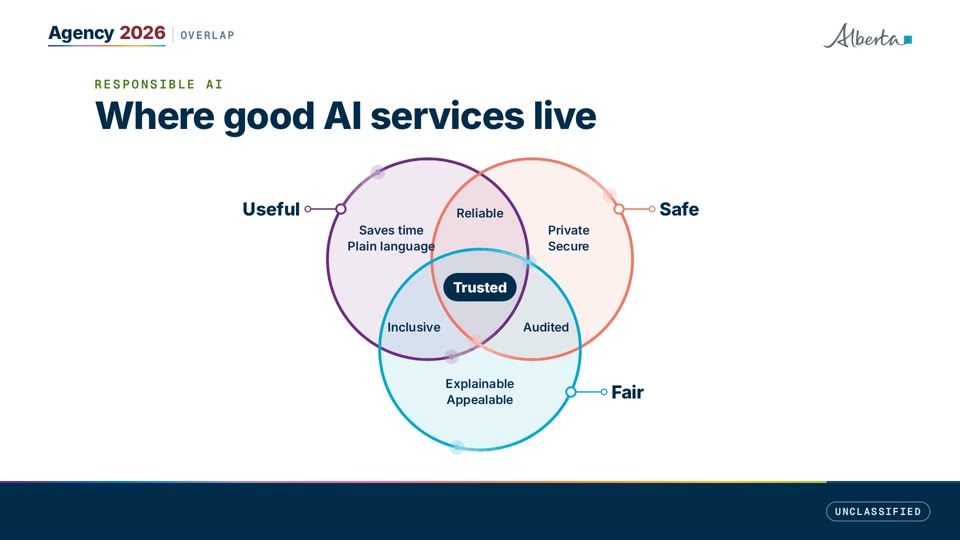 Agency 2026
OVERLAP
Alberta
RESPONSIBLE AI
Where good AI services live
Useful
Safe
Reliable
Saves time
Plain language
Private
Secure
Trusted
Inclusive
Audited
Explainable
Appealable
Fair
UNCLASSIFIED